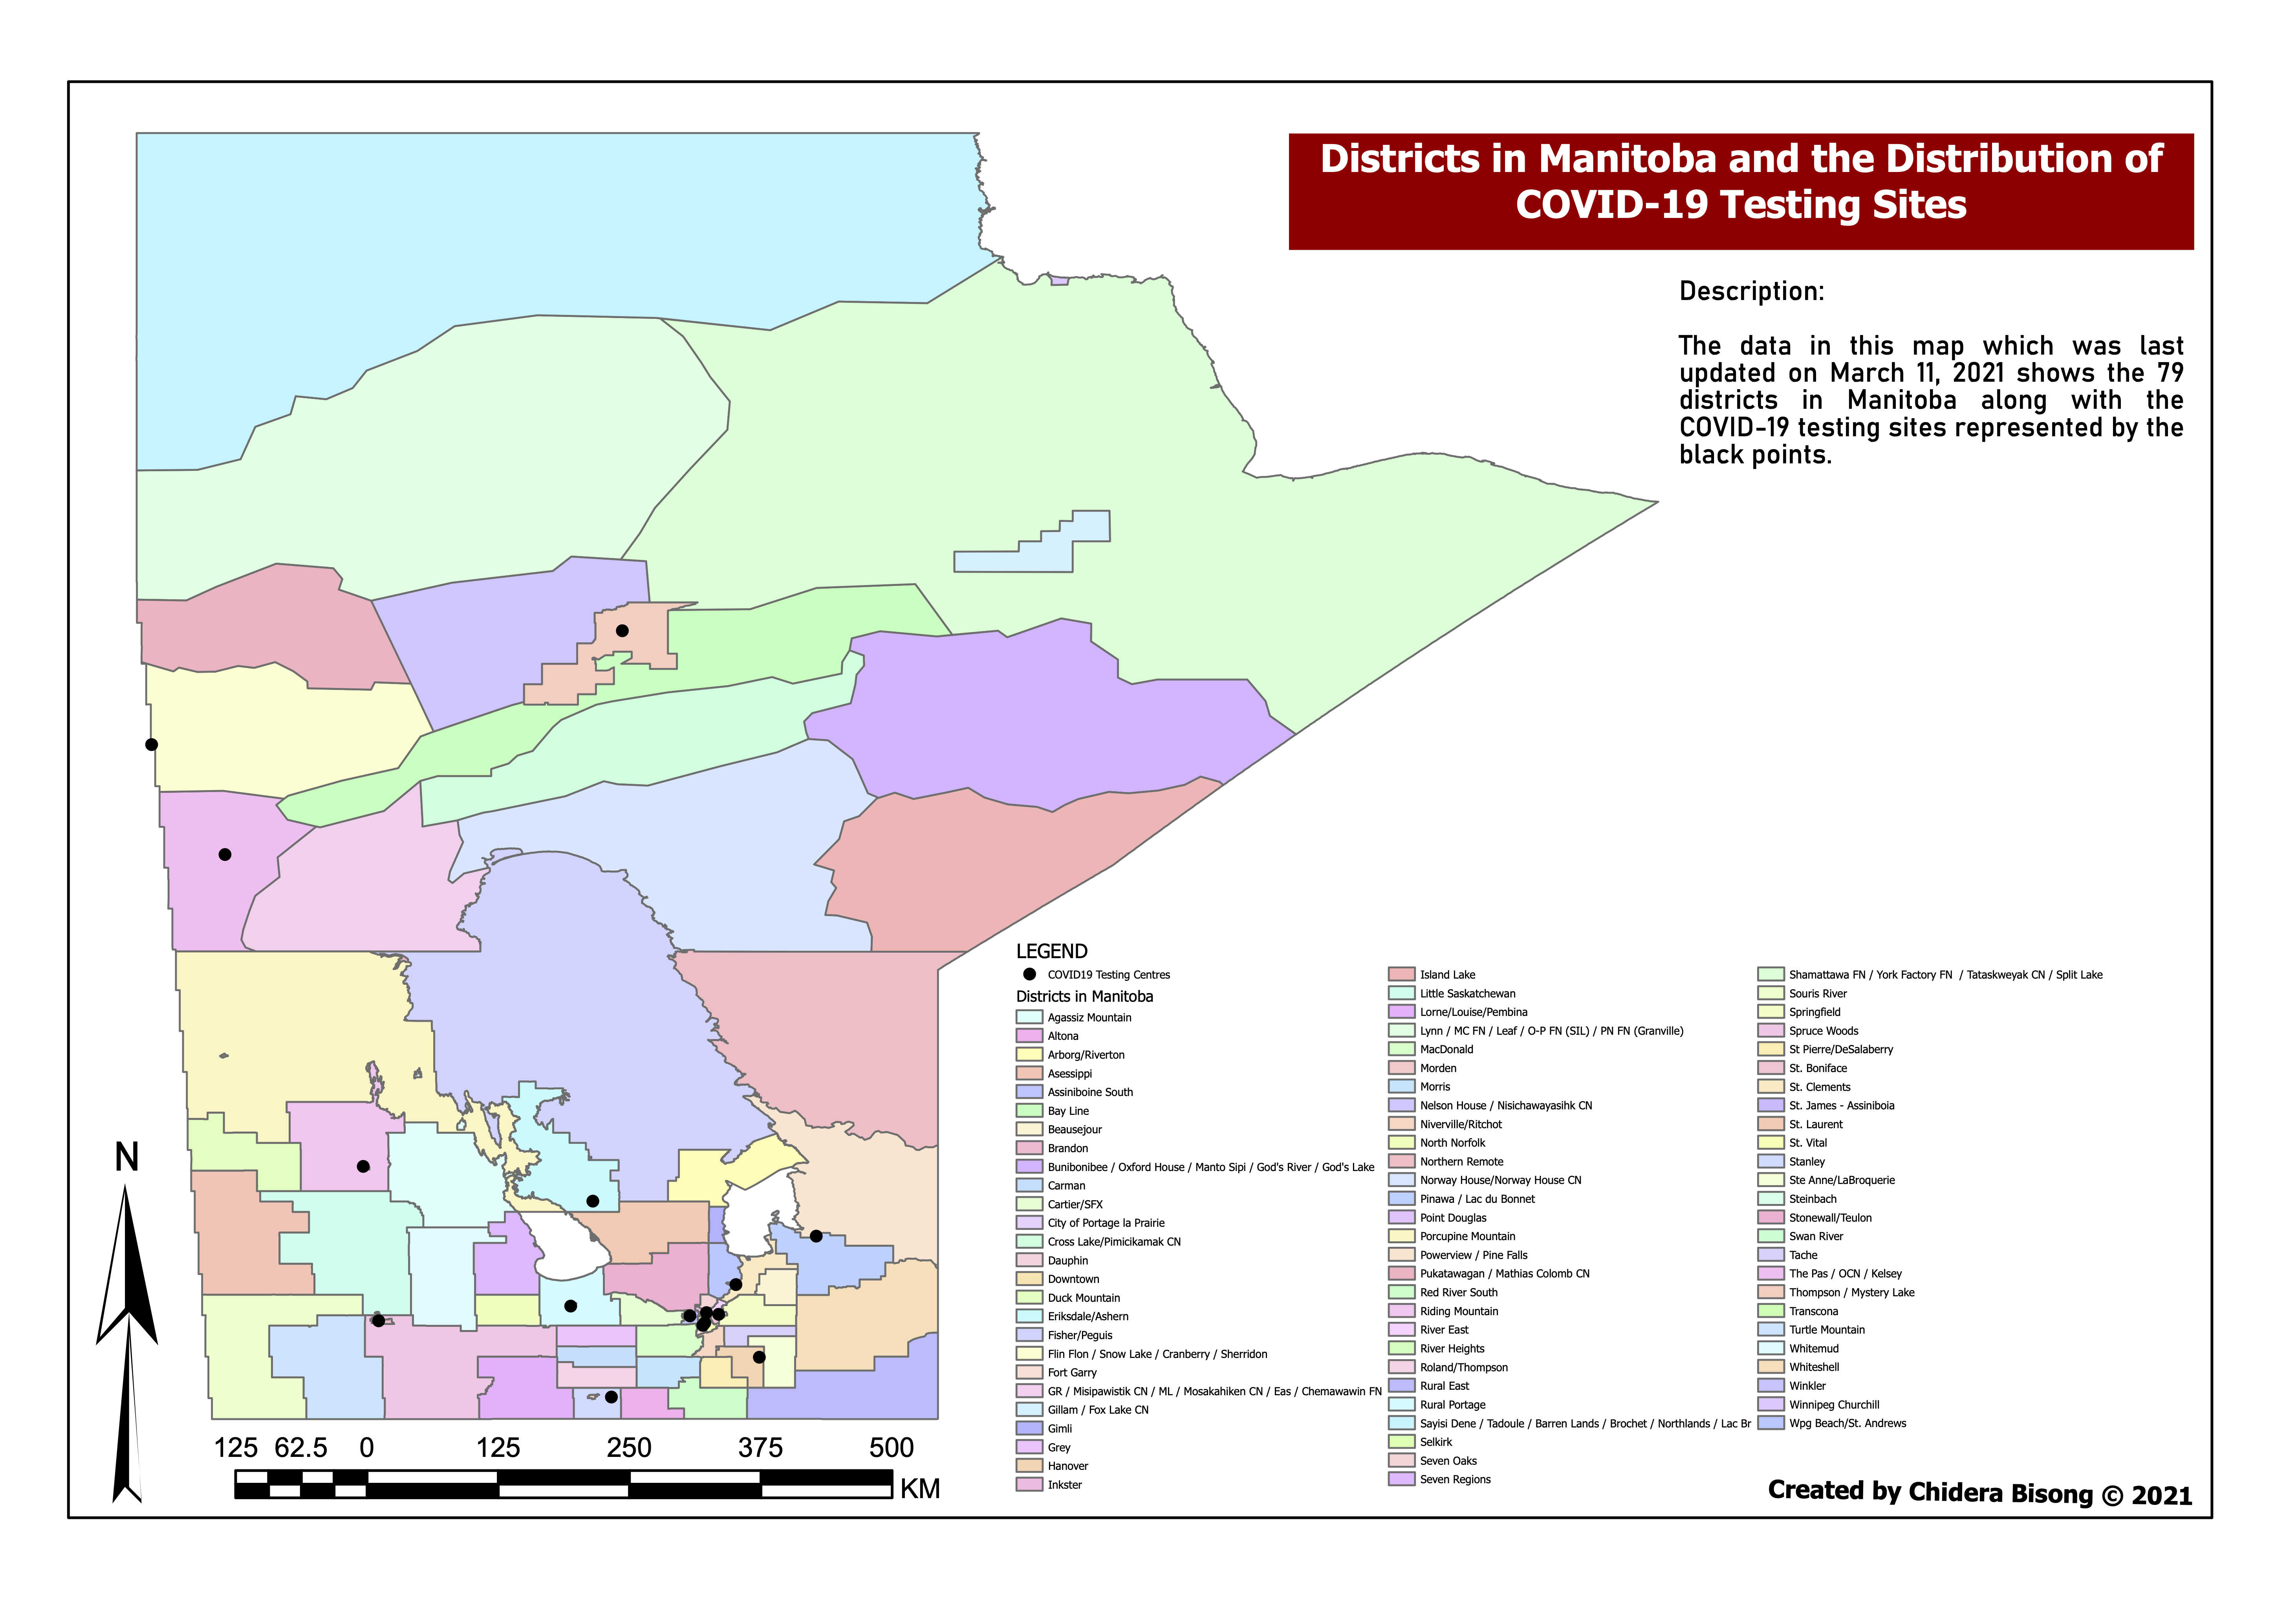 Districts in Manitoba and the Distribution of
COVID-19 Testing Sites
Description:
The data in this map which was last
updated on March 11, 2021 shows the 79
districts in Manitoba along with the
COVID-19 testing sites represented by the
black points.
LEGEND
COVID19 Testing Centres
Districts in Manitoba
Agassiz Mountain
Altona
Arborg/Riverton
Asessippi
Assiniboine South
Bay Line
Beausejour
Brandon
Bunibonibee / Oxford House / Manto Sipi / God's River / God's Lake
Carman
Cartier/SFX
City of Portage la Prairie
Cross Lake/Pimicikamak CN
Dauphin
Downtown
Duck Mountain
Eriksdale/Ashern
Fisher/Peguis
Flin Flon / Snow Lake / Cranberry / Sherridon
Fort Garry
GR / Misipawistik CN / ML / Mosakahiken CN / Eas / Chemawawin FN
Gillam / Fox Lake CN
Gimli
Grey
Hanover
Inkster
Island Lake
Little Saskatchewan
Lorne/Louise/Pembina
Lynn / MC FN / Leaf / O-P FN (SIL) / PN FN (Granville)
MacDonald
Morden
Morris
Nelson House / Nisichawayasihk CN
Niverville/Ritchot
North Norfolk
Northern Remote
Norway House/Norway House CN
Pinawa / Lac du Bonnet
Point Douglas
Porcupine Mountain
Powerview / Pine Falls
Pukatawagan / Mathias Colomb CN
Red River South
Riding Mountain
River East
River Heights
Roland/Thompson
Rural East
Rural Portage
Sayisi Dene / Tadoule / Barren Lands / Brochet / Northlands / Lac Br
Selkirk
Seven Oaks
Seven Regions
Shamattawa FN / York Factory FN / Tataskweyak CN / Split Lake
Souris River
Springfield
Spruce Woods
St Pierre/DeSalaberry
St. Boniface
St. Clements
St. James - Assiniboia
St. Laurent
St. Vital
Stanley
Ste Anne/LaBroquerie
Steinbach
Stonewall/Teulon
Swan River
Tache
The Pas / OCN / Kelsey
Thompson / Mystery Lake
Transcona
Turtle Mountain
Whitemud
Whiteshell
Winkler
Winnipeg Churchill
Wpg Beach/St. Andrews
N
125 62.5 0 125 250 375 500
KM
Created by Chidera Bisong © 2021